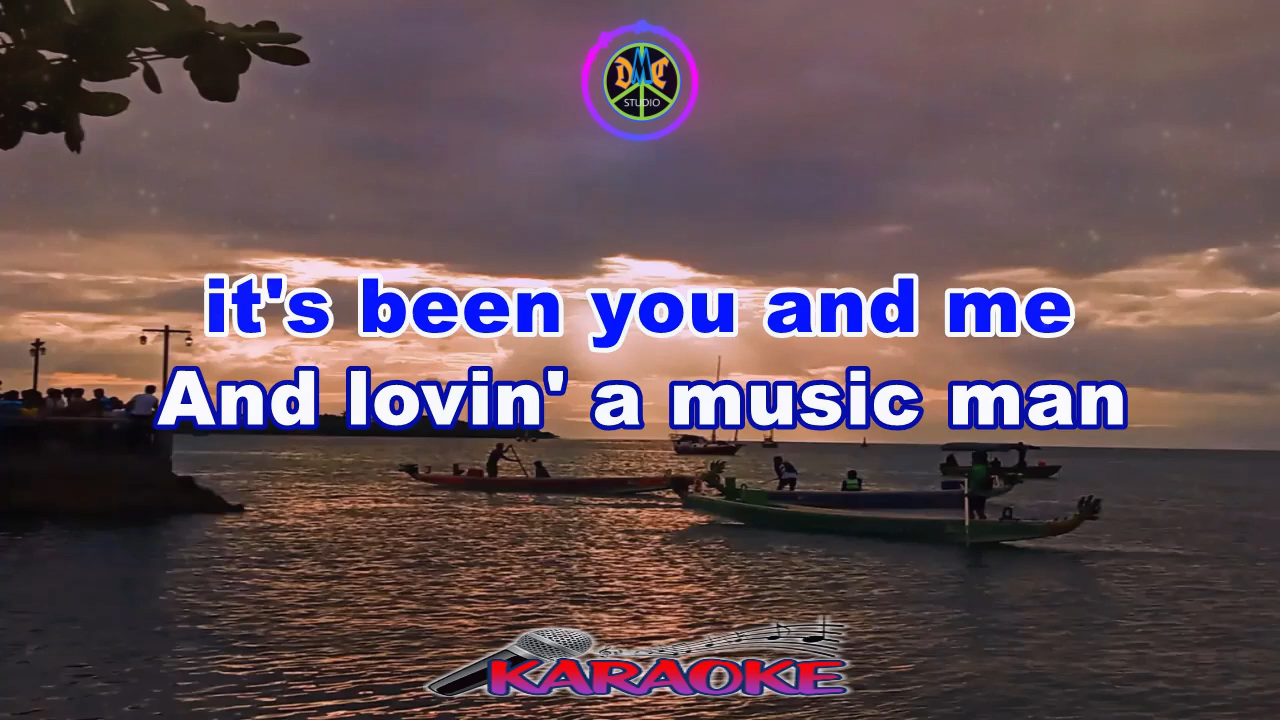 DMC
STUDIO
it's been you and me
And lovin' a music man
KARAOKE